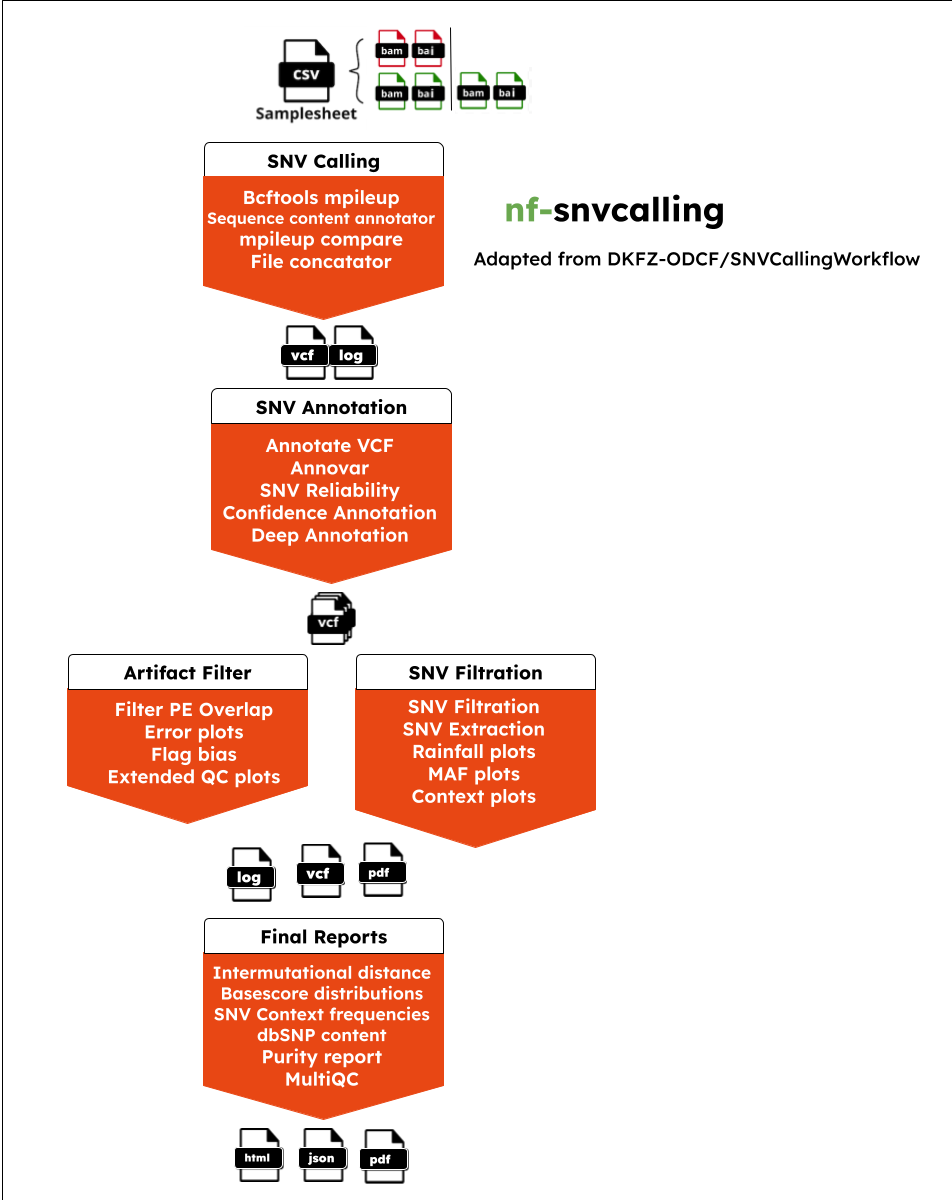 CSV
Samplesheet
bam bai
bam bai bam bai
SNV Calling
Bcftools mpileup
Sequence content annotator
mpileup compare
File concatator
nf-snvcalling
Adapted from DKFZ-ODCF/SNVCallingWorkflow
vcf log
SNV Annotation
Annotate VCF
Annovar
SNV Reliability
Confidence Annotation
Deep Annotation
vcf
Artifact Filter
Filter PE Overlap
Error plots
Flag bias
Extended QC plots
SNV Filtration
SNV Filtration
SNV Extraction
Rainfall plots
MAF plots
Context plots
log vcf pdf
Final Reports
Intermutational distance
Basescore distributions
SNV Context frequencies
dbSNP content
Purity report
MultiQC
html json pdf